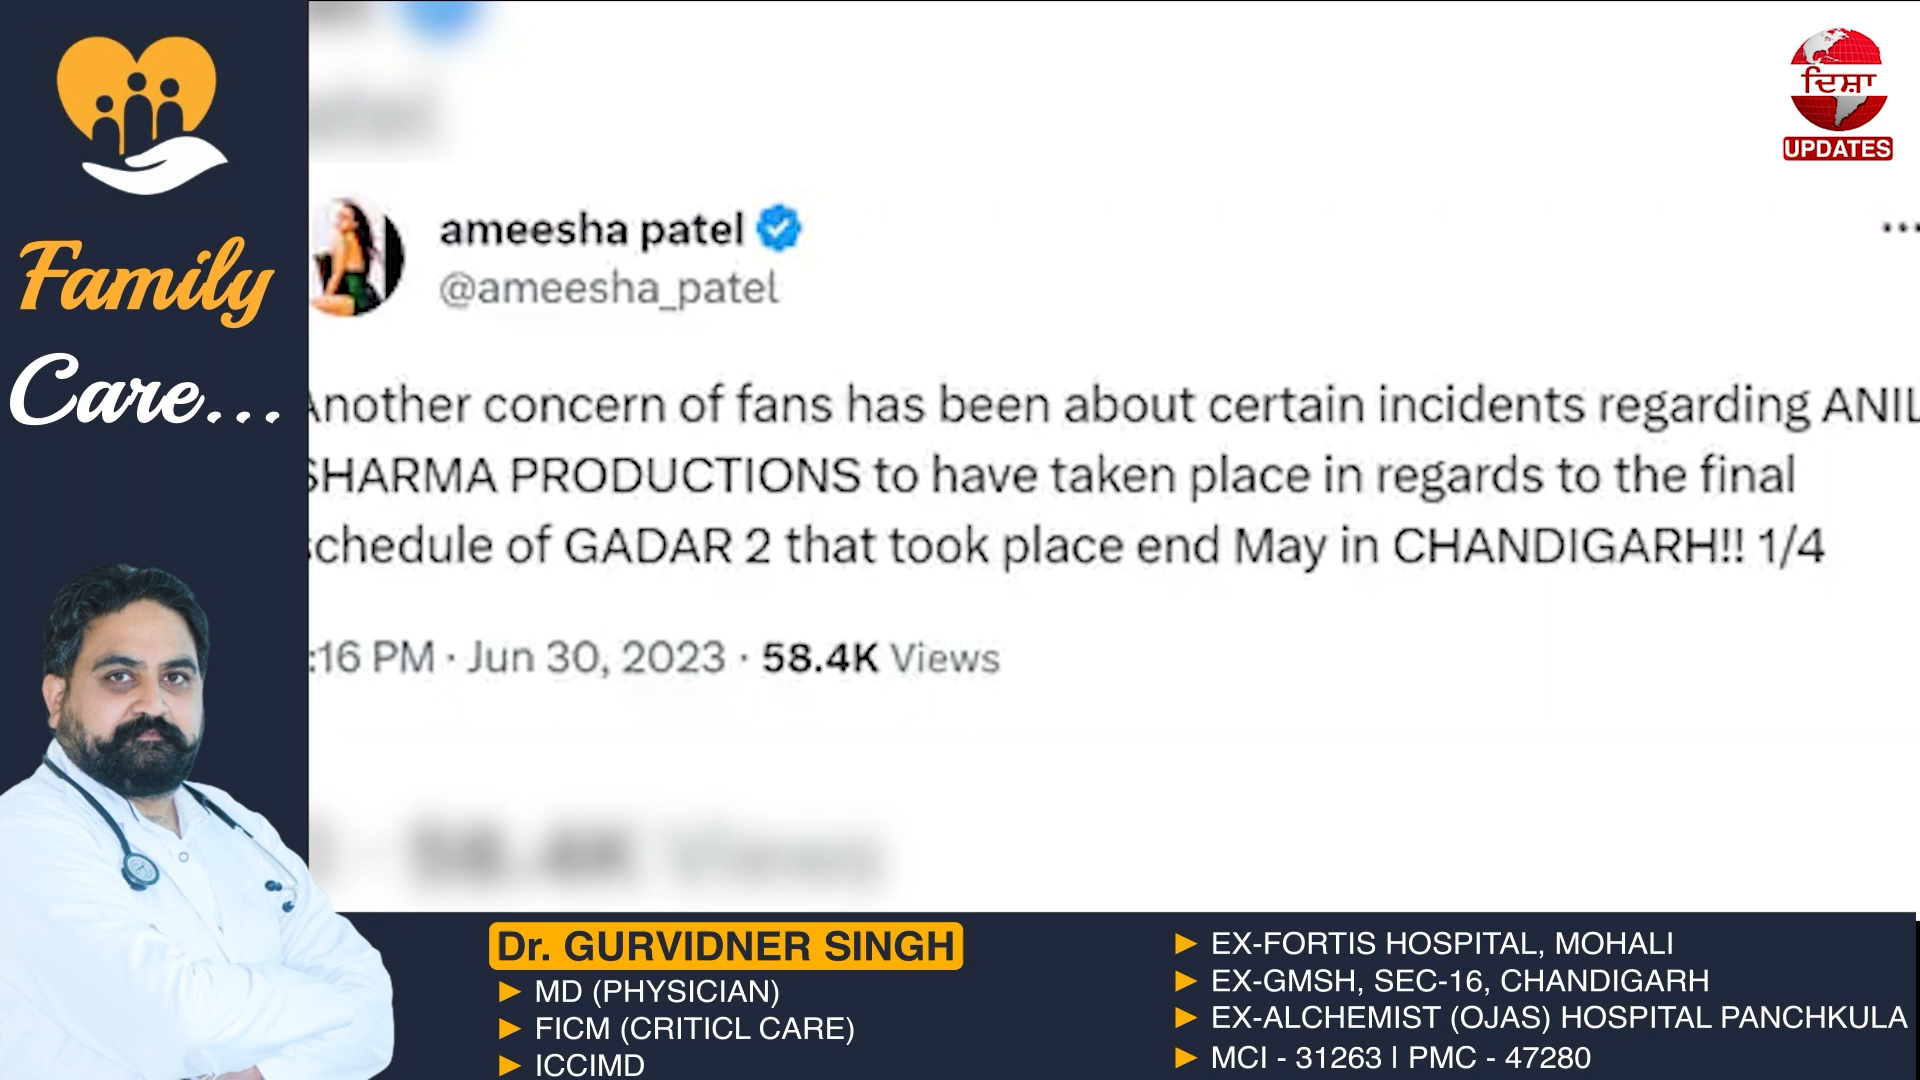 ਦਿਸ਼ਾ
UPDATES
Family
Care...
ameesha patel
@ameesha_patel
Another concern of fans has been about certain incidents regarding ANIL
SHARMA PRODUCTIONS to have taken place in regards to the final
schedule of GADAR 2 that took place end May in CHANDIGARH!! 1/4
:16 PM · Jun 30, 2023 · 58.4K Views
58.4K Views
Dr. GURVIDNER SINGH
► MD (PHYSICIAN)
► FICM (CRITICL CARE)
► ICCIMD
► EX-FORTIS HOSPITAL, MOHALI
► EX-GMSH, SEC-16, CHANDIGARH
► EX-ALCHEMIST (OJAS) HOSPITAL PANCHKULA
► MCI - 31263 | PMC - 47280